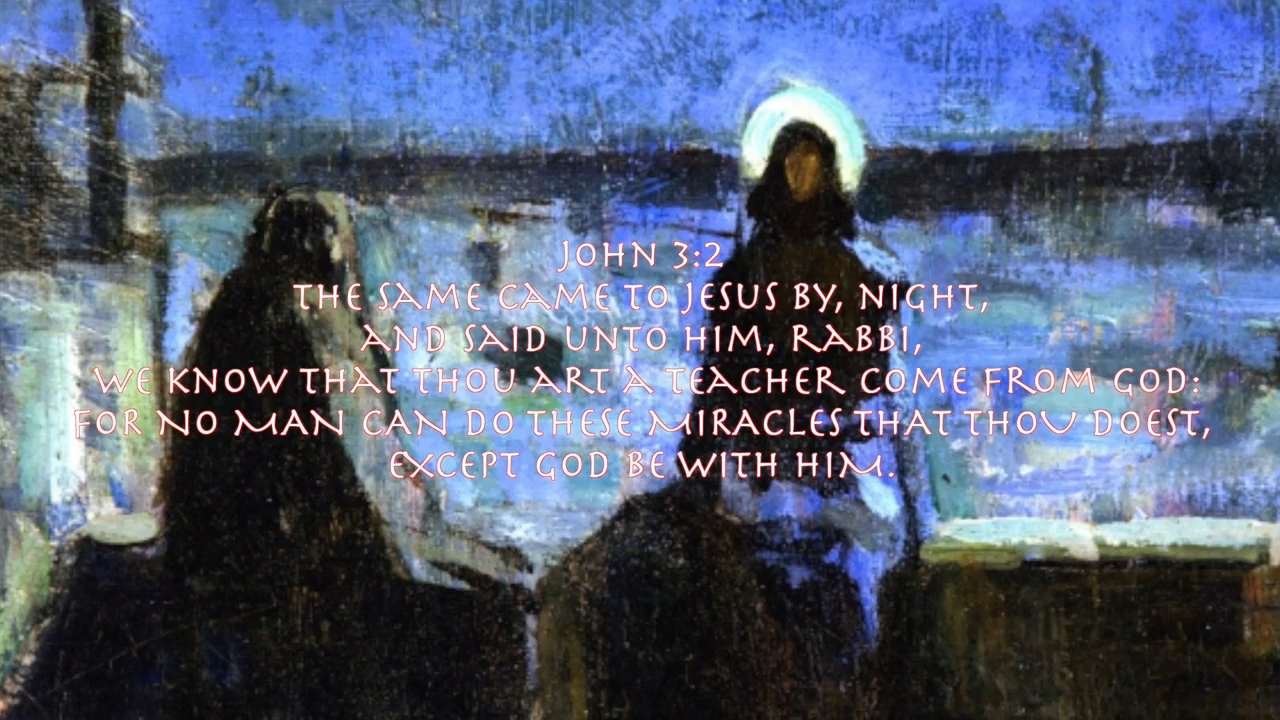 JOHN 3:2
THE SAME CAME TO JESUS BY, NIGHT,
AND SAID UNTO HIM, RABBI,
WE KNOW THAT THOU ART A TEACHER COME FROM GOD:
FOR NO MAN CAN DO THESE MIRACLES THAT THOU DOEST,
EXCEPT GOD BE WITH HIM.